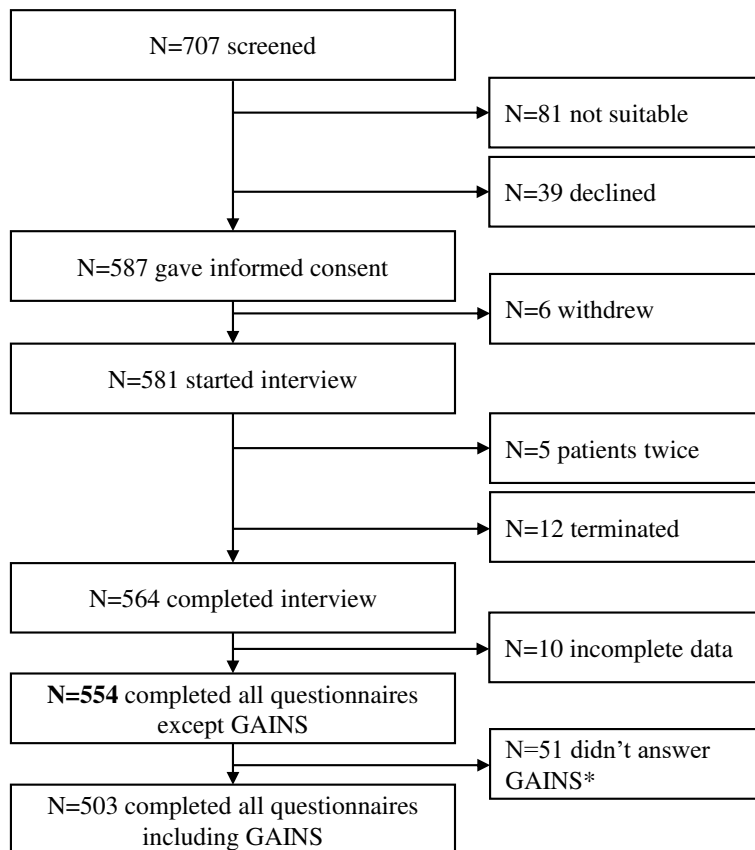 N=707 screened
N=81 not suitable
N=39 declined
N=587 gave informed consent
N=6 withdrew
N=581 started interview
N=5 patients twice
N=12 terminated
N=564 completed interview
N=10 incomplete data
N=554 completed all questionnaires
except GAINS
N=51 didn't answer
GAINS*
N=503 completed all questionnaires
including GAINS